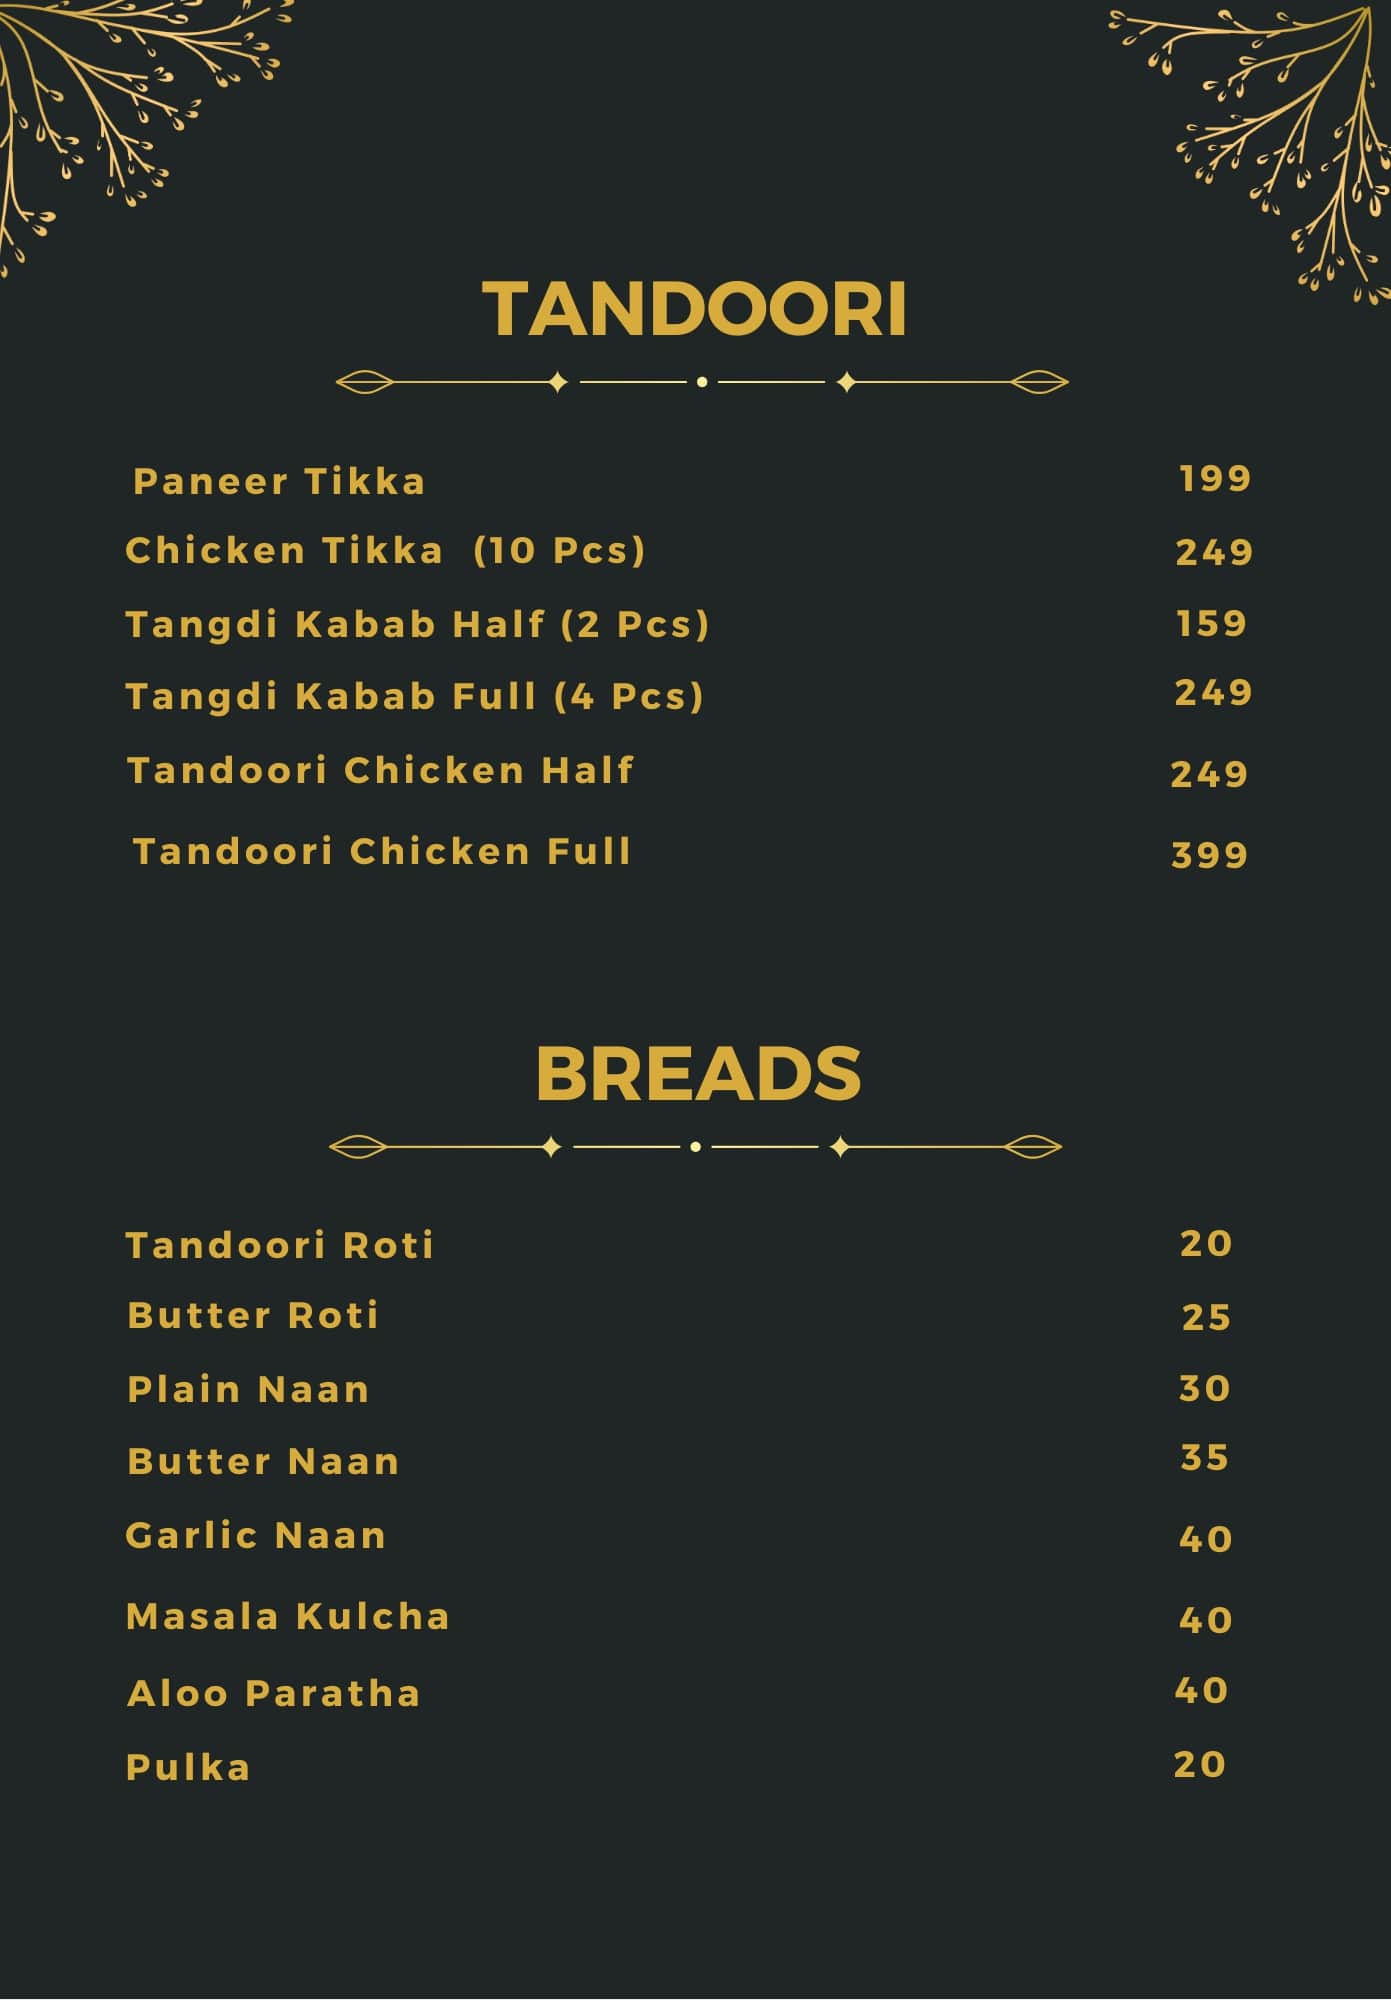 TANDOORI
Paneer Tikka 199
Chicken Tikka (10 Pcs) 249
Tangdi Kabab Half (2 Pcs) 159
Tangdi Kabab Full (4 Pcs) 249
Tandoori Chicken Half 249
Tandoori Chicken Full 399
BREADS
Tandoori Roti 20
Butter Roti 25
Plain Naan 30
Butter Naan 35
Garlic Naan 40
Masala Kulcha 40
Aloo Paratha 40
Pulka 20